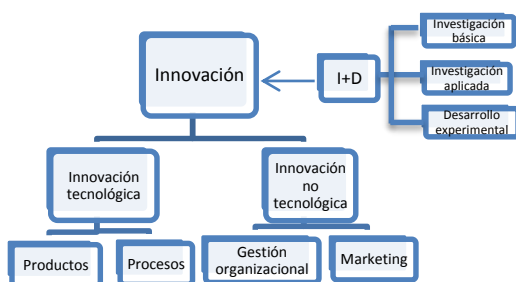 Investigación
básica
Innovación
I+D
Investigación
aplicada
Desarrollo
experimental
Innovación
tecnológica
Innovación
no
tecnológica
Productos
Procesos
Gestión
organizacional
Marketing